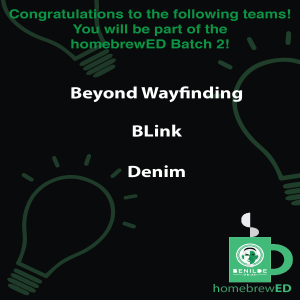 Congratulations to the following teams!
You will be part of the
homebrewED Batch 2!
Beyond Wayfinding
BLink
Denim
BENILDE
homebrewED